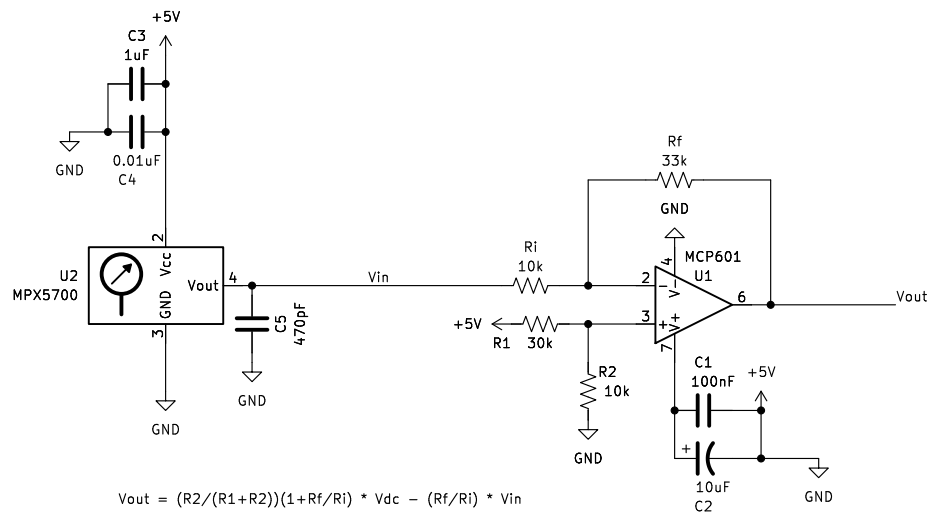 +5V
C3
1uF
GND
0.01uF
C4
U2
MPX5700
2
Vcc
GND
3
Vout
4
C5
470pF
GND
GND
Vin
Ri
10k
Rf
33k
GND
MCP601
U1
4
V-
2
-
3
+
V+
7
6
Vout
+5V
R1
30k
R2
10k
GND
C1
100nF
+5V
+
10uF
C2
GND
Vout = (R2/(R1+R2))(1+Rf/Ri) * Vdc - (Rf/Ri) * Vin